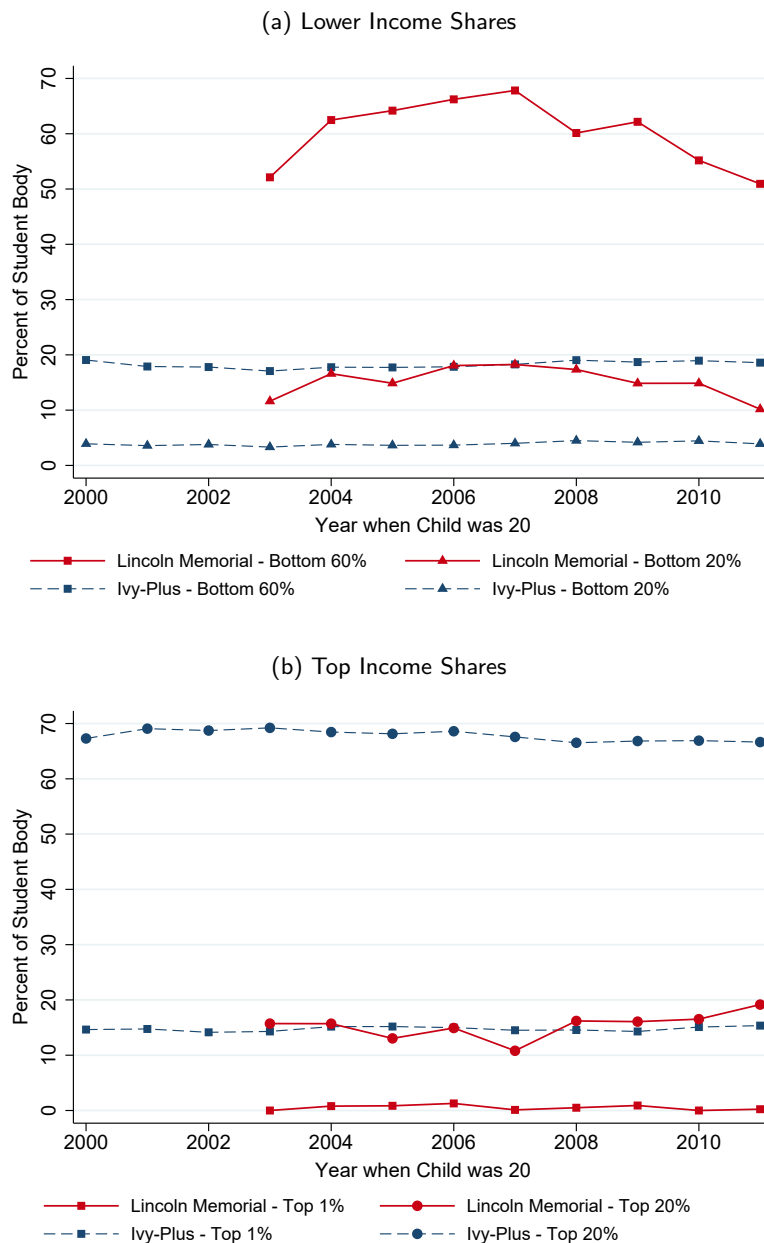 (a) Lower Income Shares
Percent of Student Body
70
60
50
40
30
20
10
0
2000 2002 2004 2006 2008 2010
Year when Child was 20
Lincoln Memorial - Bottom 60% Lincoln Memorial - Bottom 20%
Ivy-Plus - Bottom 60% Ivy-Plus - Bottom 20%
(b) Top Income Shares
Percent of Student Body
70
60
50
40
30
20
10
0
2000 2002 2004 2006 2008 2010
Year when Child was 20
Lincoln Memorial - Top 1% Lincoln Memorial - Top 20%
Ivy-Plus - Top 1% Ivy-Plus - Top 20%